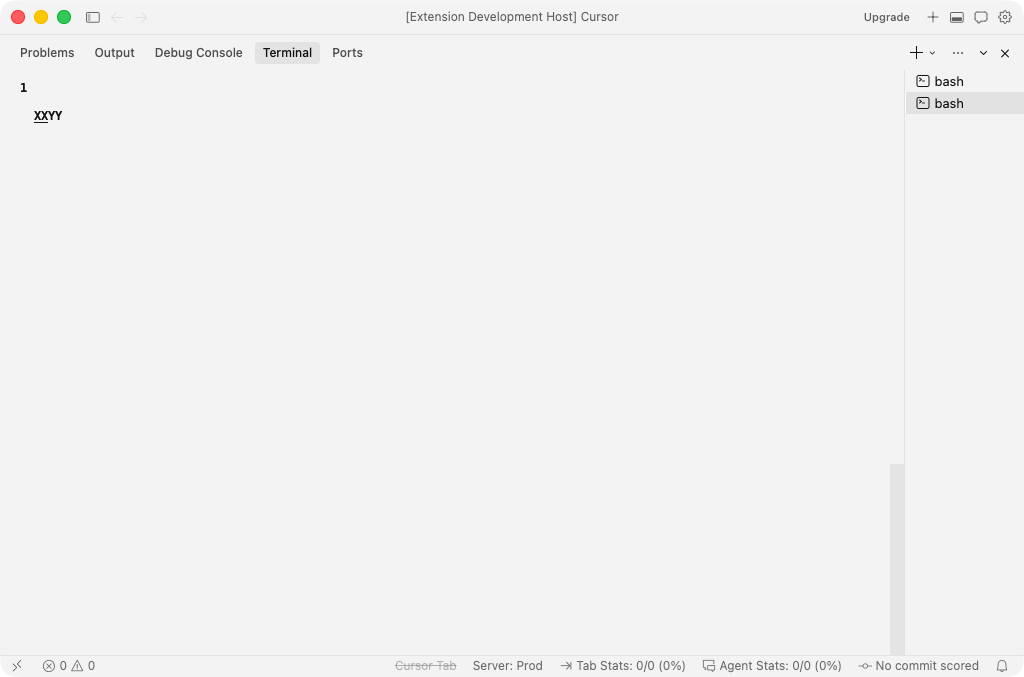 [Extension Development Host] Cursor
Upgrade
Problems Output Debug Console Terminal Ports
1
XXYY
bash
bash
0 0 Cursor Tab Server: Prod Tab Stats: 0/0 (0%) Agent Stats: 0/0 (0%) No commit scored